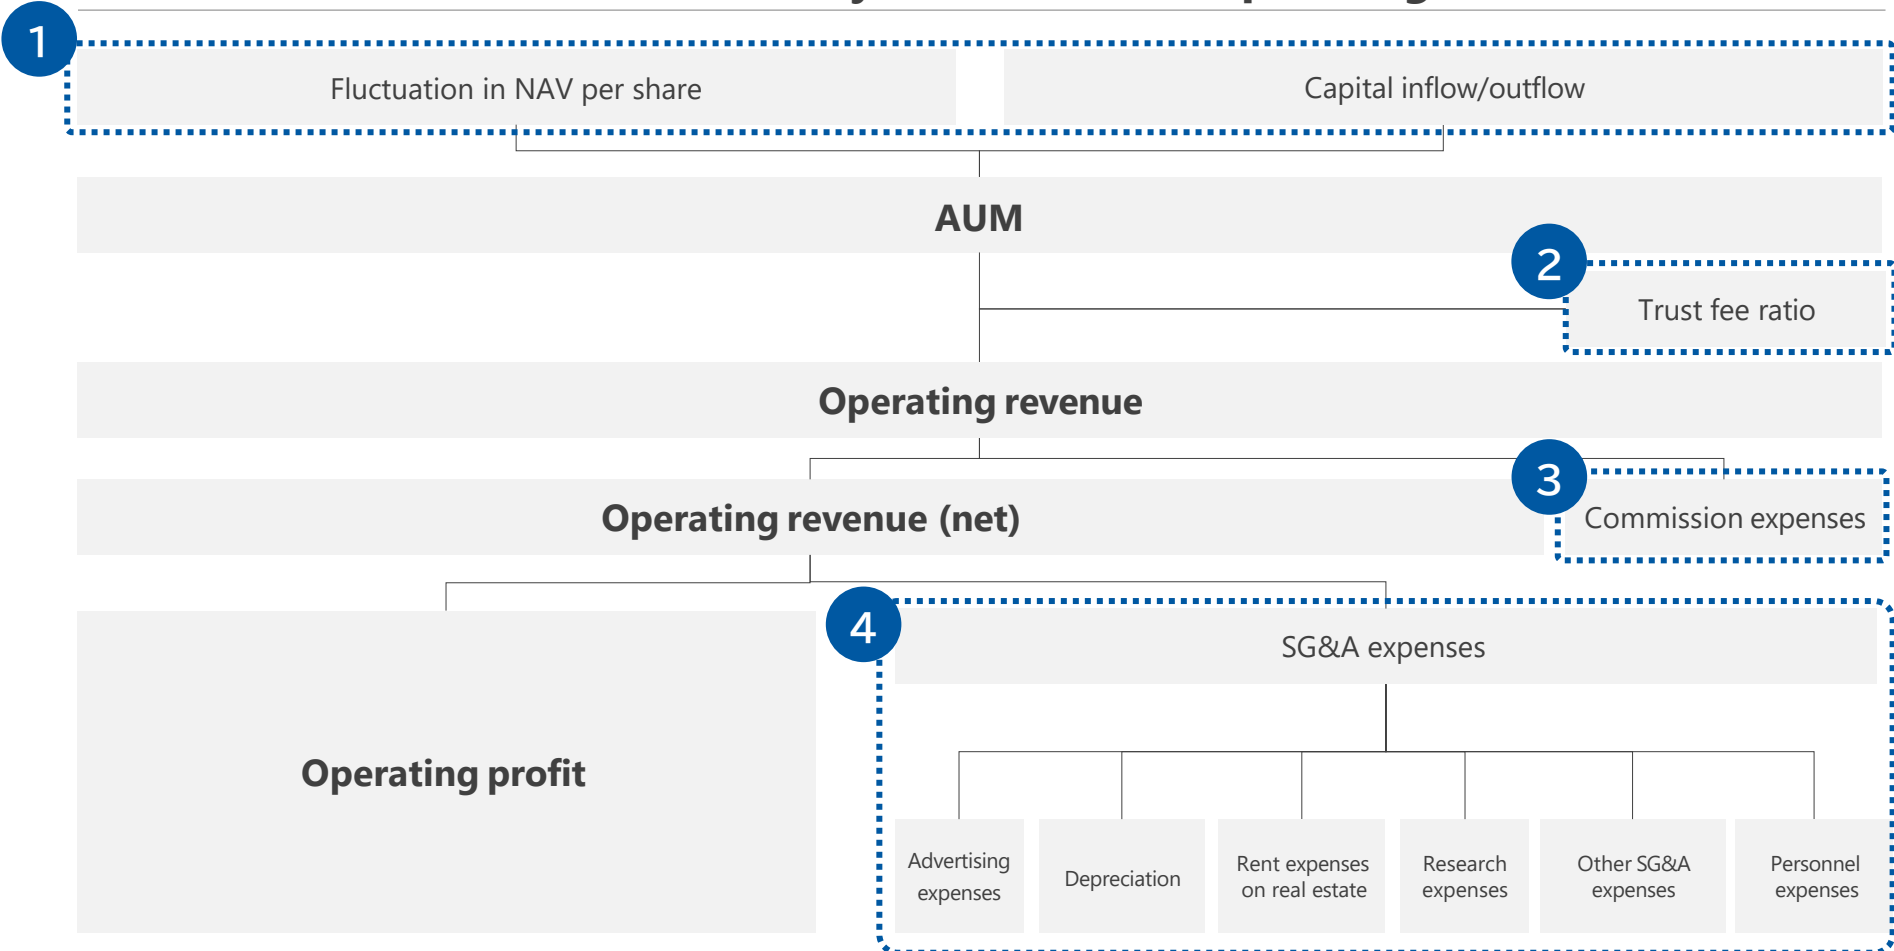 1
Fluctuation in NAV per share
Capital inflow/outflow
AUM
2
Trust fee ratio
Operating revenue
3
Operating revenue (net)
Commission expenses
4
SG&A expenses
Operating profit
Advertising
expenses
Depreciation
Rent expenses
on real estate
Research
expenses
Other SG&A
expenses
Personnel
expenses